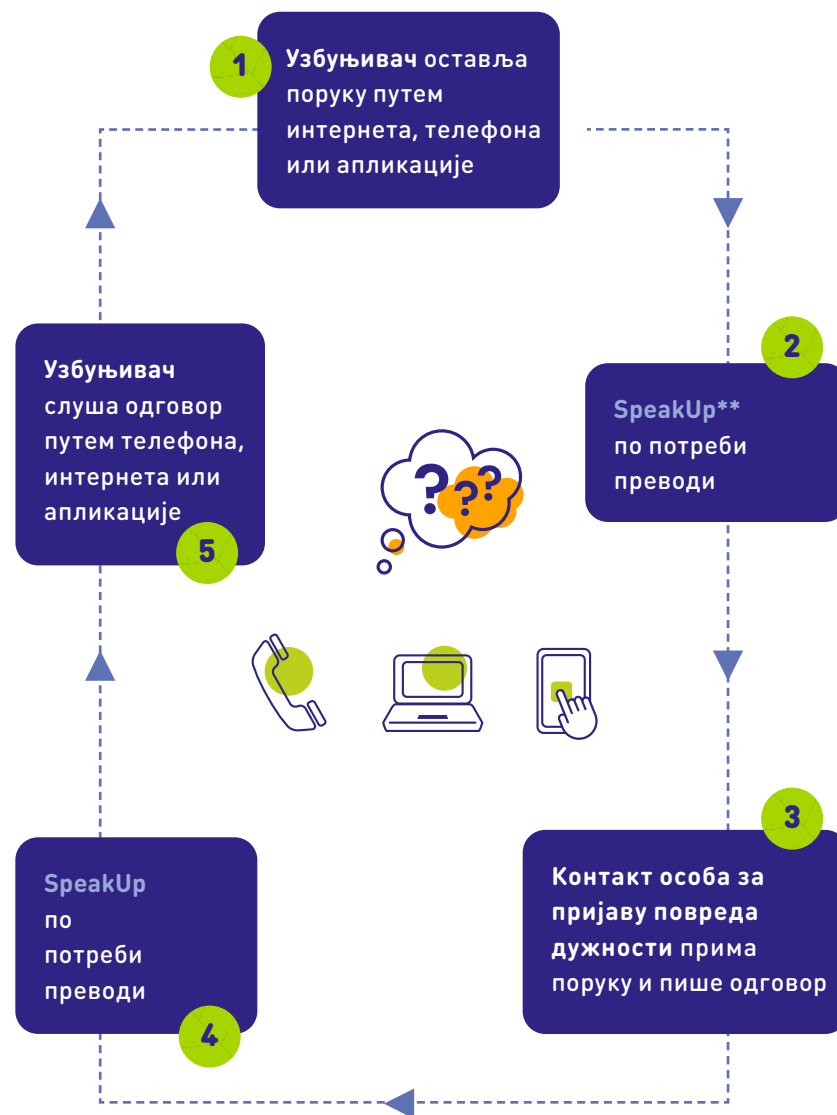 1
Узбуњивач оставља
поруку путем
интернета, телефона
или апликације
2
SpeakUp**
по потреби
преводи
3
Контакт особа за
пријаву повреда
дужности прима
поруку и пише одговор
4
SpeakUp
по
потреби
преводи
5
Узбуњивач
слуша одговор
путем телефона,
интернета или
апликације
? ? ?